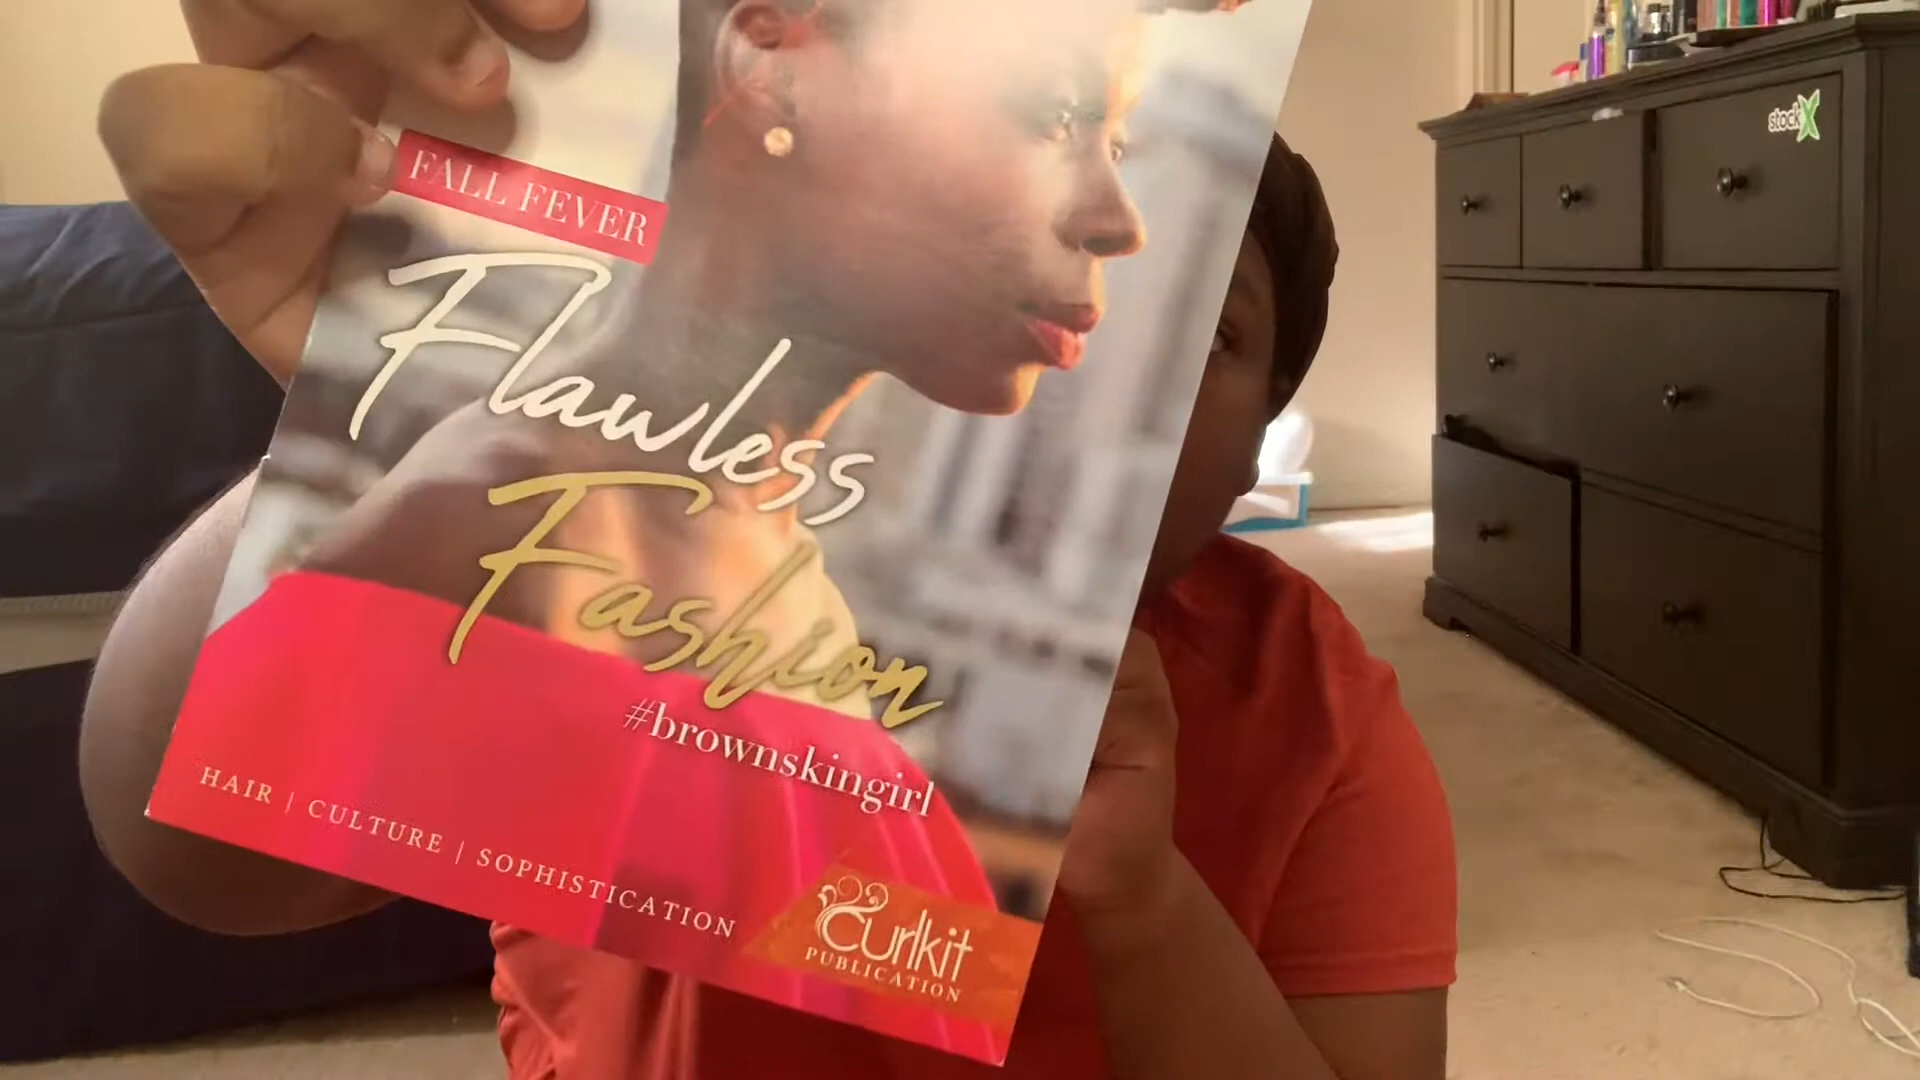 stockX
FALL FEVER
Flawless
Fashion
#brownskingirl
HAIR | CULTURE | SOPHISTICATION
Curlkit
PUBLICATION